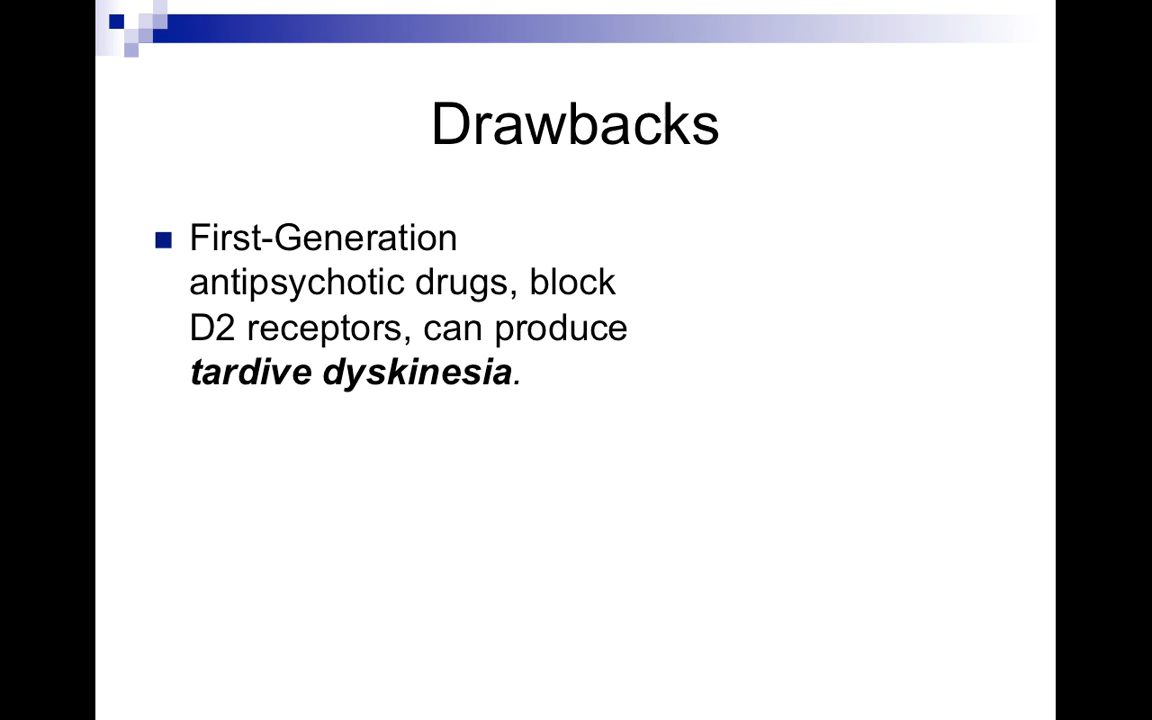 Drawbacks
First-Generation
antipsychotic drugs, block
D2 receptors, can produce
tardive dyskinesia.